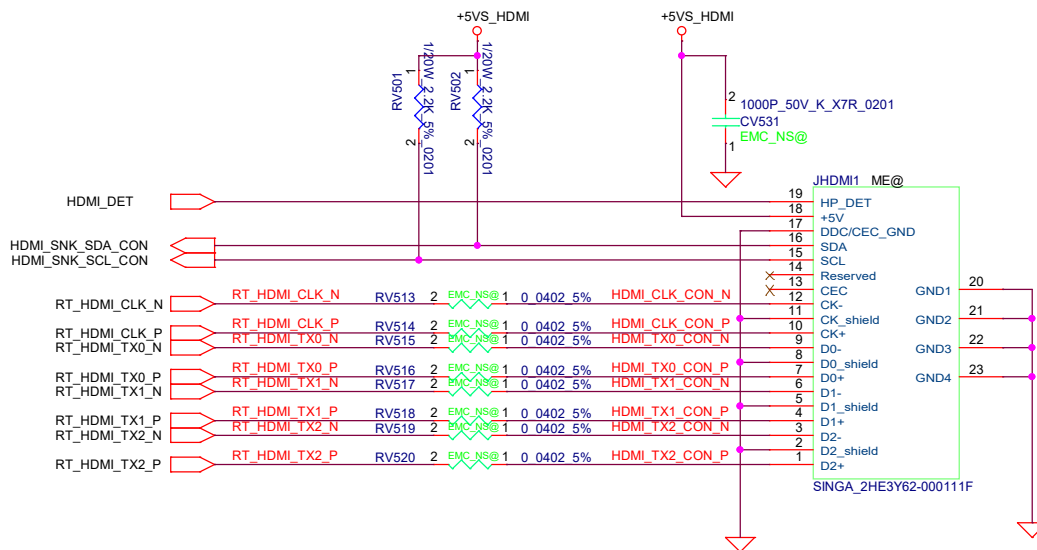 +5VS_HDMI
+5VS_HDMI
1
1/20W_2.2K_5%_0201
RV501
2
1
1/20W_2.2K_5%_0201
RV502
2
2
1000P_50V_K_X7R_0201
CV531
EMC_NS@
1
JHDMI1 ME@
HDMI_DET
19
HP_DET
18
+5V
17
DDC/CEC_GND
HDMI_SNK_SDA_CON
16
SDA
HDMI_SNK_SCL_CON
15
SCL
14
Reserved
13
CEC
RT_HDMI_CLK_N
RT_HDMI_CLK_N
RV513 2 EMC_NS@ 1 0_0402_5%
HDMI_CLK_CON_N
12
CK-
11
CK_shield
RT_HDMI_CLK_P
RT_HDMI_CLK_P
RV514 2 EMC_NS@ 1 0_0402_5%
HDMI_CLK_CON_P
10
CK+
RT_HDMI_TX0_N
RT_HDMI_TX0_N
RV515 2 EMC_NS@ 1 0_0402_5%
HDMI_TX0_CON_N
9
D0-
8
D0_shield
RT_HDMI_TX0_P
RT_HDMI_TX0_P
RV516 2 EMC_NS@ 1 0_0402_5%
HDMI_TX0_CON_P
7
D0+
RT_HDMI_TX1_N
RT_HDMI_TX1_N
RV517 2 EMC_NS@ 1 0_0402_5%
HDMI_TX1_CON_N
6
D1-
5
D1_shield
RT_HDMI_TX1_P
RT_HDMI_TX1_P
RV518 2 EMC_NS@ 1 0_0402_5%
HDMI_TX1_CON_P
4
D1+
RT_HDMI_TX2_N
RT_HDMI_TX2_N
RV519 2 EMC_NS@ 1 0_0402_5%
HDMI_TX2_CON_N
3
D2-
2
D2_shield
RT_HDMI_TX2_P
RT_HDMI_TX2_P
RV520 2 EMC_NS@ 1 0_0402_5%
HDMI_TX2_CON_P
1
D2+
GND1
20
GND2
21
GND3
22
GND4
23
SINGA_2HE3Y62-000111F